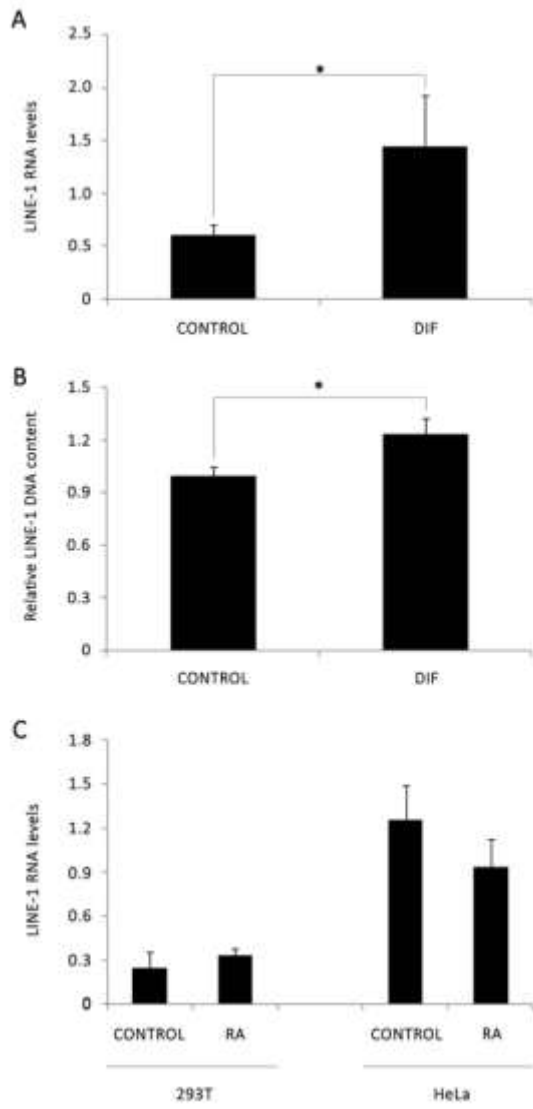 A
2.5
2.0
1.5
1.0
0.5
0
LINE-1 RNA levels
*
CONTROL DIF
B
1.5
1.2
0.9
0.6
0.3
0
Relative LINE-1 DNA content
*
CONTROL DIF
C
1.8
1.5
1.2
0.9
0.6
0.3
0
LINE-1 RNA levels
CONTROL RA CONTROL RA
293T HeLa